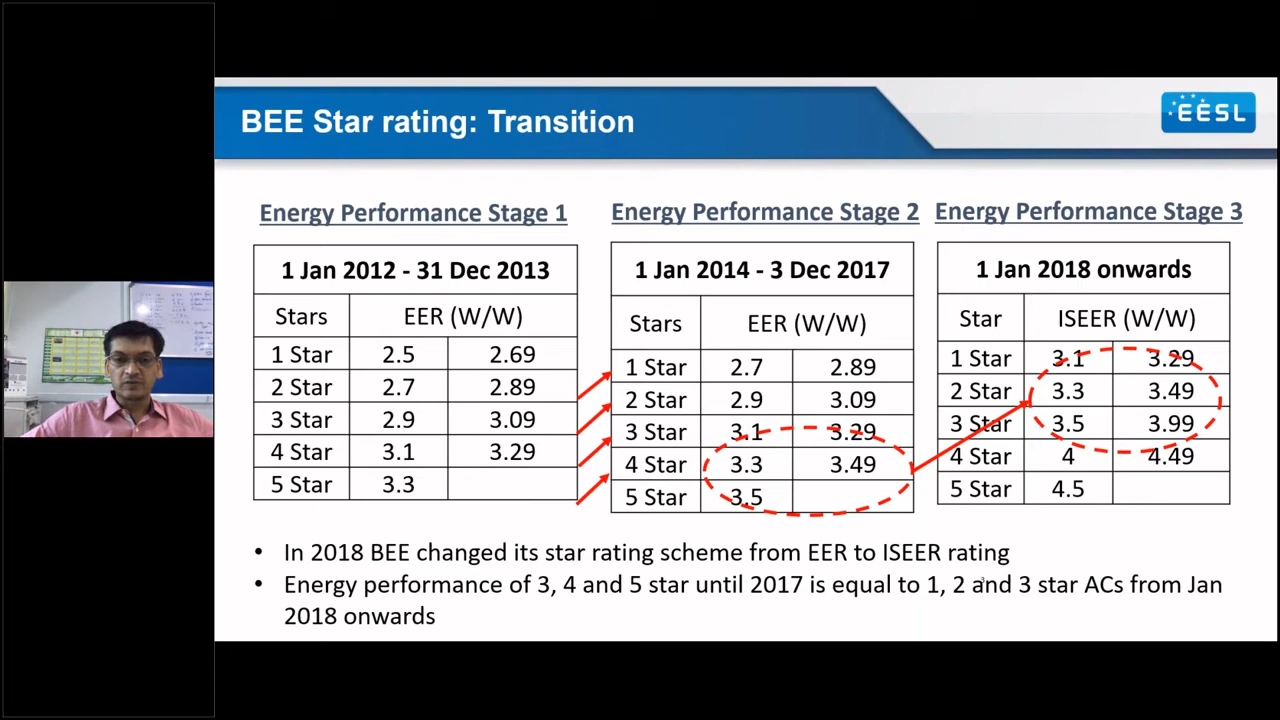 BEE Star rating: Transition
EESL
Energy Performance Stage 1
1 Jan 2012 - 31 Dec 2013
Stars EER (W/W)
1 Star 2.5 2.69
2 Star 2.7 2.89
3 Star 2.9 3.09
4 Star 3.1 3.29
5 Star 3.3
Energy Performance Stage 2
1 Jan 2014 - 3 Dec 2017
Stars EER (W/W)
1 Star 2.7 2.89
2 Star 2.9 3.09
3 Star 3.1 3.29
4 Star 3.3 3.49
5 Star 3.5
Energy Performance Stage 3
1 Jan 2018 onwards
Star ISEER (W/W)
1 Star 3.1 3.29
2 Star 3.3 3.49
3 Star 3.5 3.99
4 Star 4 4.49
5 Star 4.5
• In 2018 BEE changed its star rating scheme from EER to ISEER rating
• Energy performance of 3, 4 and 5 star until 2017 is equal to 1, 2 and 3 star ACs from Jan
2018 onwards